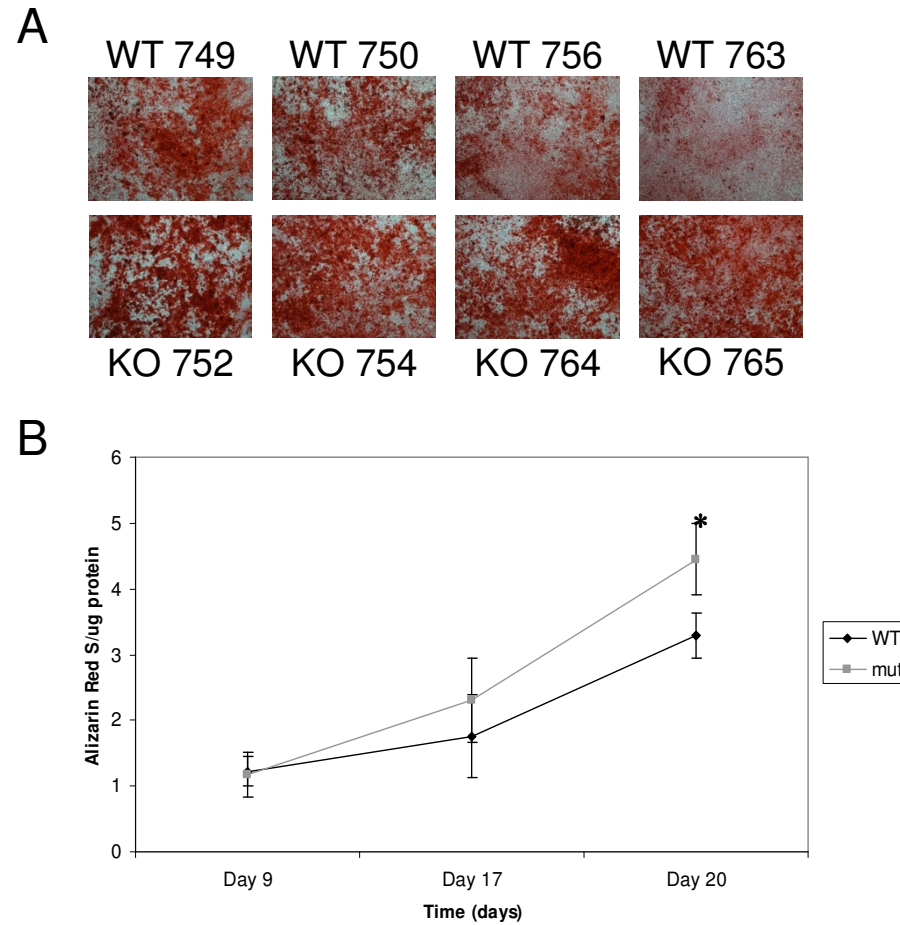 A
WT 749 WT 750 WT 756 WT 763
KO 752 KO 754 KO 764 KO 765
B
6
5
4
3
2
1
0
Alizarin Red S/ug protein
*
Day 9 Day 17 Day 20
Time (days)
WT